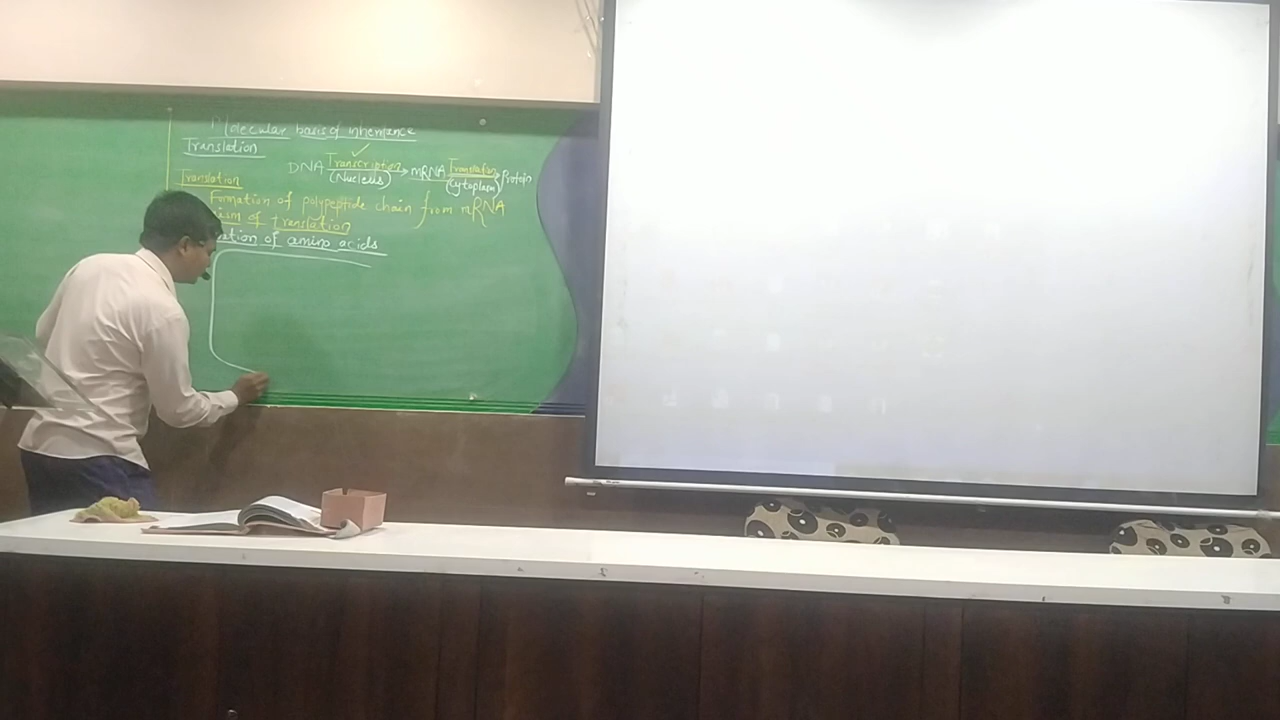 Molecular basis of inheritance
Translation
DNA Transcription → mRNA Translation → Protein
(Nucleus) (Cytoplasm)
Translation
Formation of polypeptide chain from mRNA
of translation
of amino acids